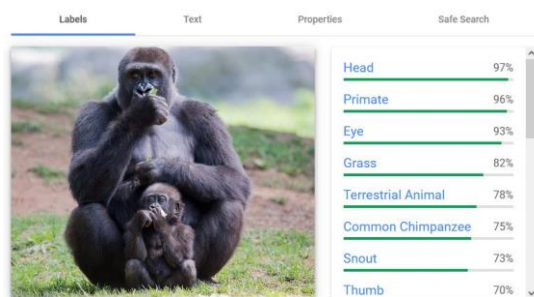 Labels Text Properties Safe Search
Head 97%
Primate 96%
Eye 93%
Grass 82%
Terrestrial Animal 78%
Common Chimpanzee 75%
Snout 73%
Thumb 70%